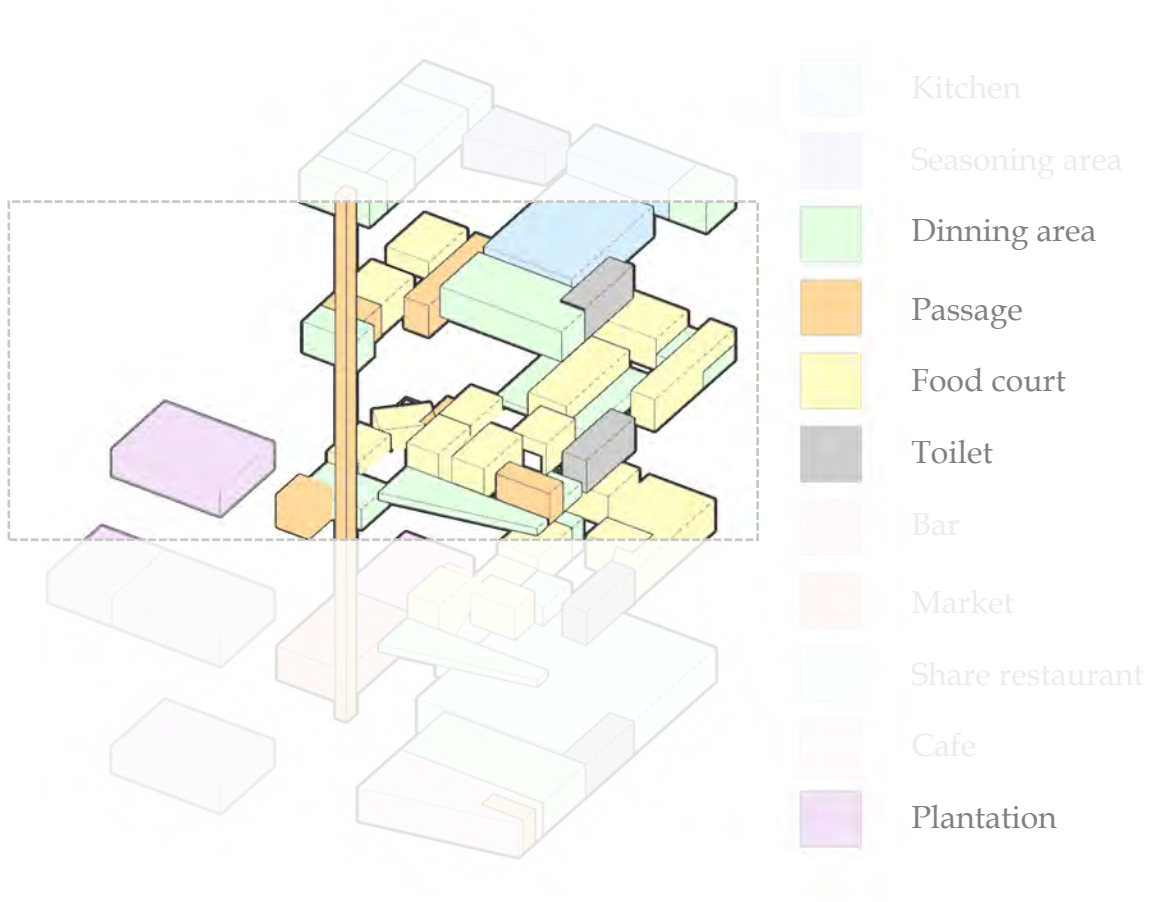 Kitchen
Seasoning area
Dinning area
Passage
Food court
Toilet
Bar
Market
Share restaurant
Cafe
Plantation